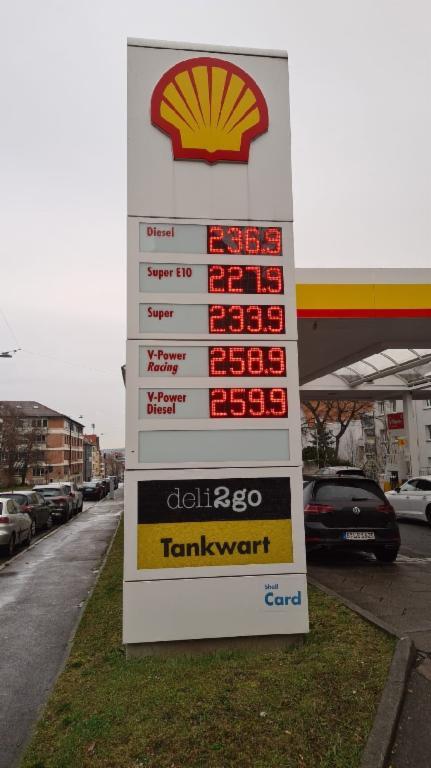 Diesel 236.9
Super E10 227.9
Super 233.9
V-Power
Racing 258.9
V-Power
Diesel 259.9
deli2go
Tankwart
Shell
Card